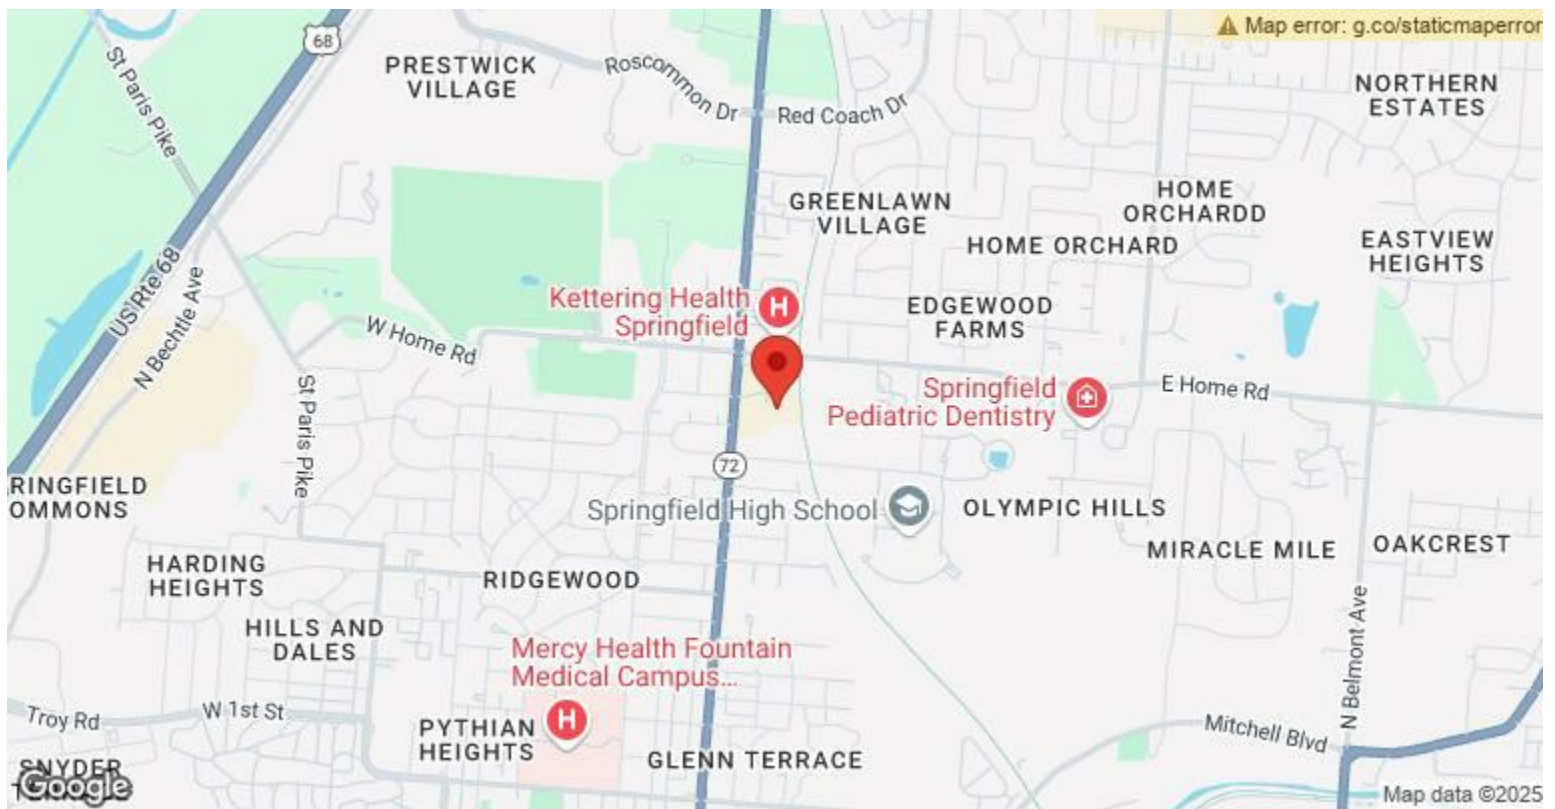 Map error: g.co/staticmaperror
68
St Paris Pike
PRESTWICK
VILLAGE
Roscommon Dr
Red Coach Dr
NORTHERN
ESTATES
GREENLAWN
VILLAGE
HOME
ORCHARDD
HOME ORCHARD
EASTVIEW
HEIGHTS
US Rte 68
N Bechtle Ave
Kettering Health
Springfield
H
EDGEWOOD
FARMS
W Home Rd
E Home Rd
Springfield
Pediatric Dentistry
St Paris Pike
72
RINGFIELD
OMMONS
Springfield High School
OLYMPIC HILLS
MIRACLE MILE
OAKCREST
HARDING
HEIGHTS
RIDGEWOOD
HILLS AND
DALES
N Belmont Ave
Mercy Health Fountain
Medical Campus...
H
Troy Rd
W 1st St
PYTHIAN
HEIGHTS
GLENN TERRACE
Mitchell Blvd
SNYDER
Google
Map data ©2025